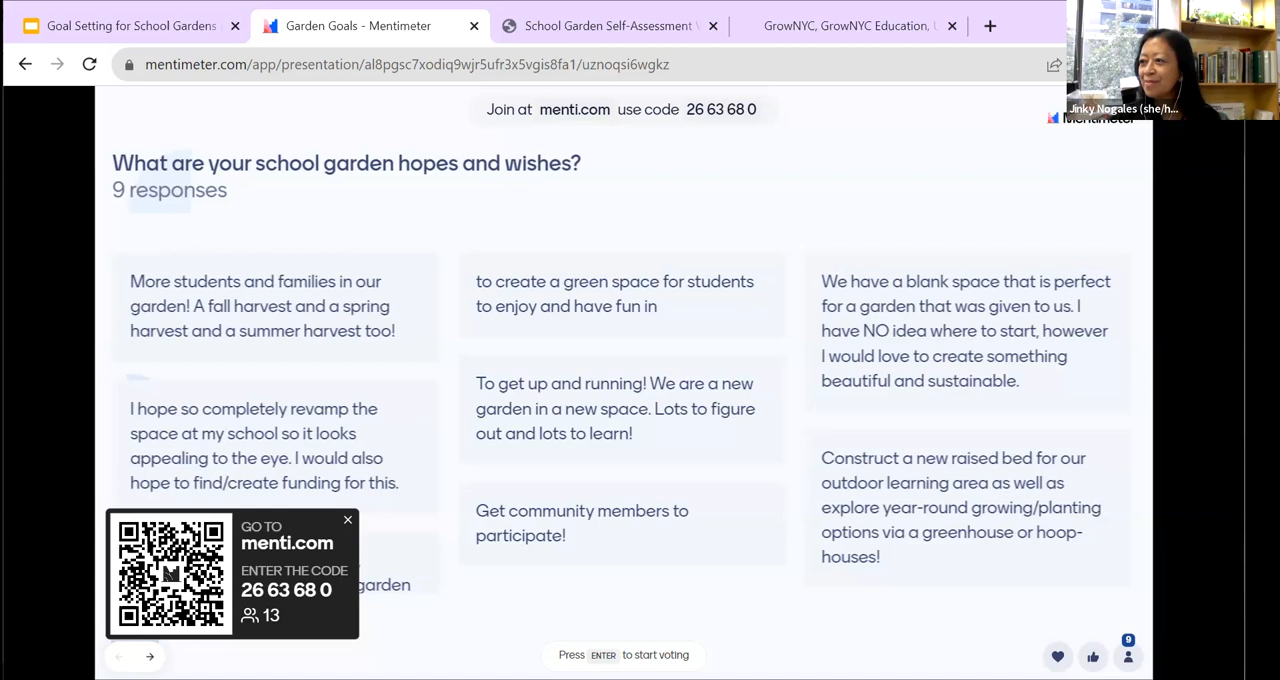 Goal Setting for School Gardens
Garden Goals - Mentimeter
School Garden Self-Assessment
GrowNYC, GrowNYC Education,
mentimeter.com/app/presentation/al8pgsc7xodiq9wjr5ufr3x5vgis8fa1/uznoqsi6wgkz
Jinky Nogales (she/h...
Join at menti.com use code 26 63 68 0
Mentimeter
What are your school garden hopes and wishes?
9 responses
More students and families in our
garden! A fall harvest and a spring
harvest and a summer harvest too!
I hope so completely revamp the
space at my school so it looks
appealing to the eye. I would also
hope to find/create funding for this.
garden
to create a green space for students
to enjoy and have fun in
To get up and running! We are a new
garden in a new space. Lots to figure
out and lots to learn!
Get community members to
participate!
We have a blank space that is perfect
for a garden that was given to us. I
have NO idea where to start, however
I would love to create something
beautiful and sustainable.
Construct a new raised bed for our
outdoor learning area as well as
explore year-round growing/planting
options via a greenhouse or hoop-
houses!
GO TO
menti.com
ENTER THE CODE
26 63 68 0
13
Press ENTER to start voting
9